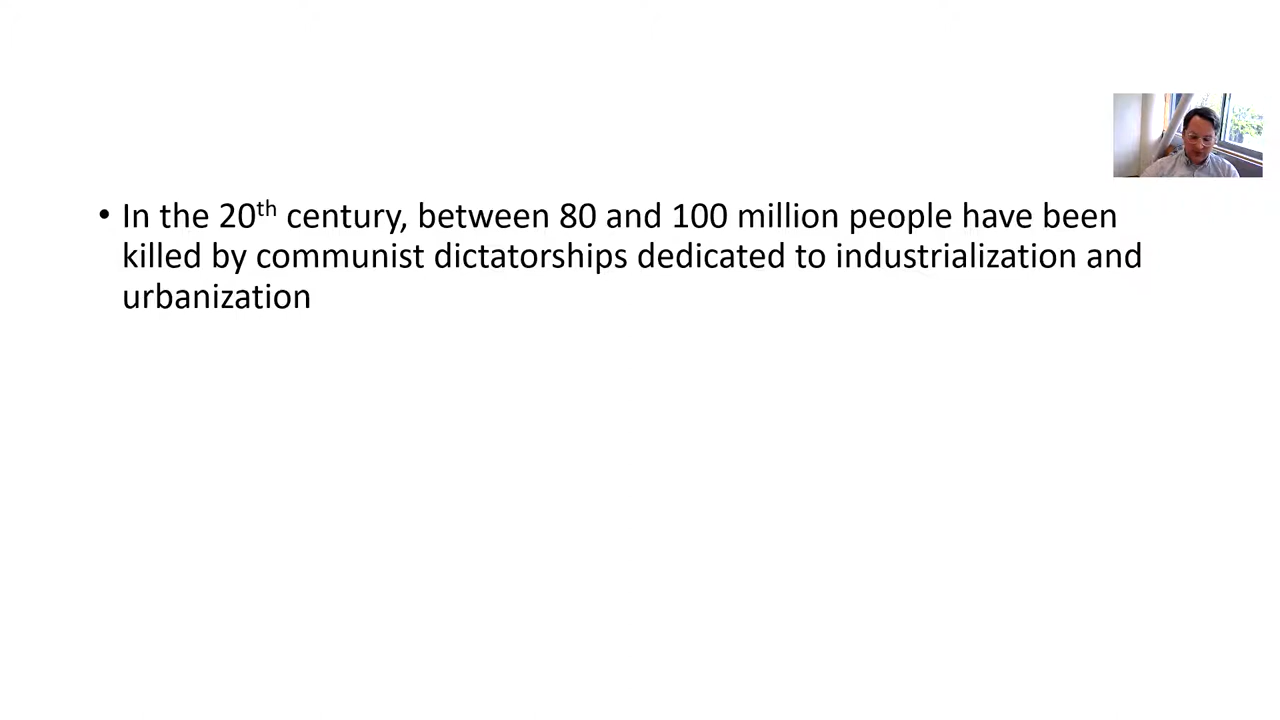 • In the 20th century, between 80 and 100 million people have been
killed by communist dictatorships dedicated to industrialization and
urbanization